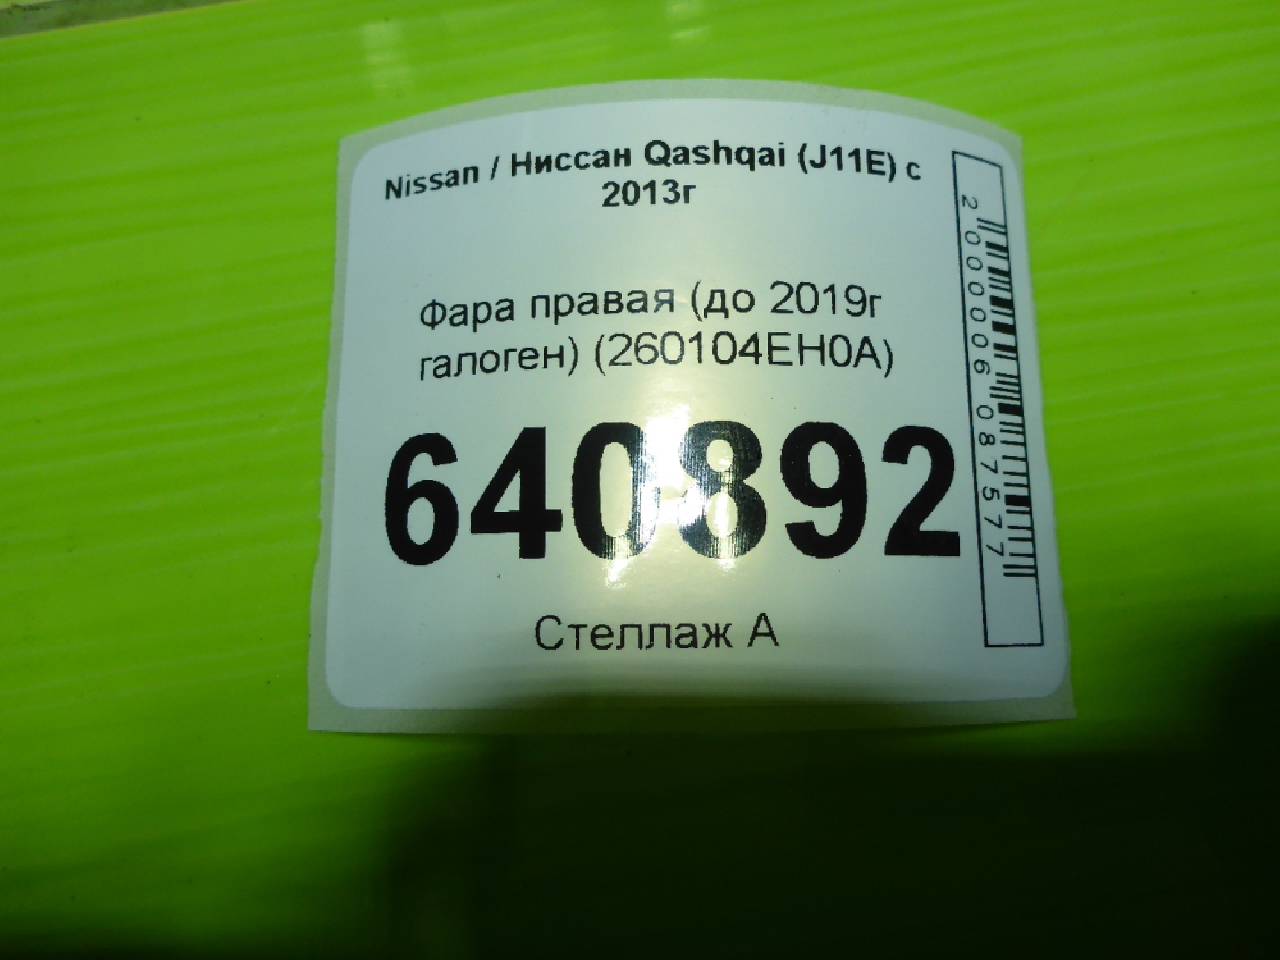 Nissan / Ниссан Qashqai (J11E) с
2013г
Фара правая (до 2019г
галоген) (260104EH0A)
640892
Стеллаж А
2000006087577